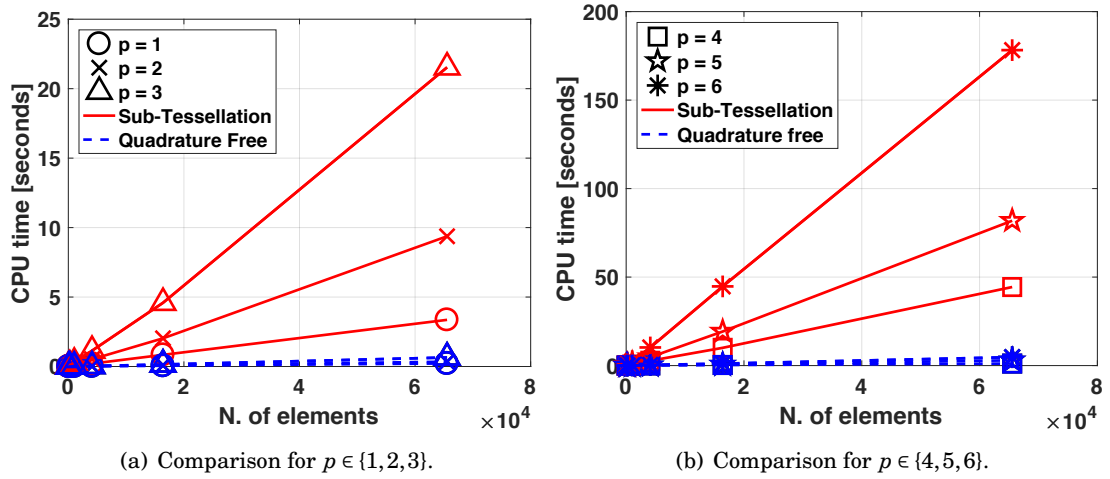 25
20
15
10
5
0
CPU time [seconds]
p = 1
p = 2
p = 3
Sub-Tessellation
Quadrature Free
0 2 4 6 8
N. of elements
×10^4
(a) Comparison for p ∈ {1,2,3}.
200
150
100
50
0
CPU time [seconds]
p = 4
p = 5
p = 6
Sub-Tessellation
Quadrature free
0 2 4 6 8
N. of elements
×10^4
(b) Comparison for p ∈ {4,5,6}.